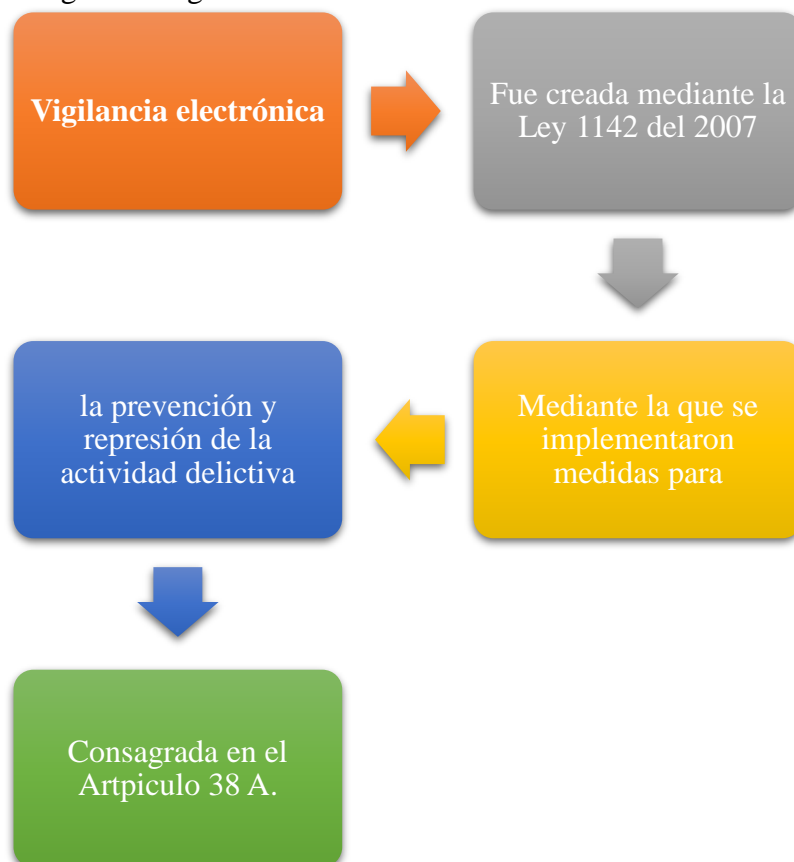 Vigilancia electrónica
Fue creada mediante la
Ley 1142 del 2007
Mediante la que se
implementaron
medidas para
la prevención y
represión de la
actividad delictiva
Consagrada en el
Artpiculo 38 A.